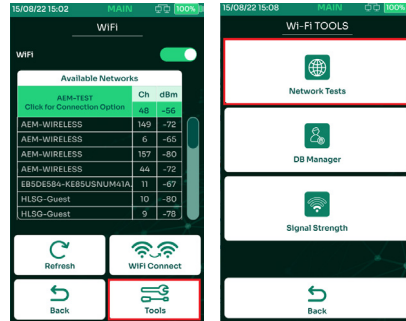 15/08/22 15:02 MAIN 100%
WiFi
WiFi
Available Networks
AEM-TEST Ch dBm
Click for Connection Option 48 -56
AEM-WIRELESS 149 -72
AEM-WIRELESS 6 -65
AEM-WIRELESS 157 -80
AEM-WIRELESS 44 -72
EB5DE584-KE85USNUM41A. 11 -67
HLSG-Guest 10 -80
HLSG-Guest 9 -78
Refresh
WiFi Connect
Back
Tools
15/08/22 15:08 MAIN 100%
Wi-Fi TOOLS
Network Tests
DB Manager
Signal Strength
Back